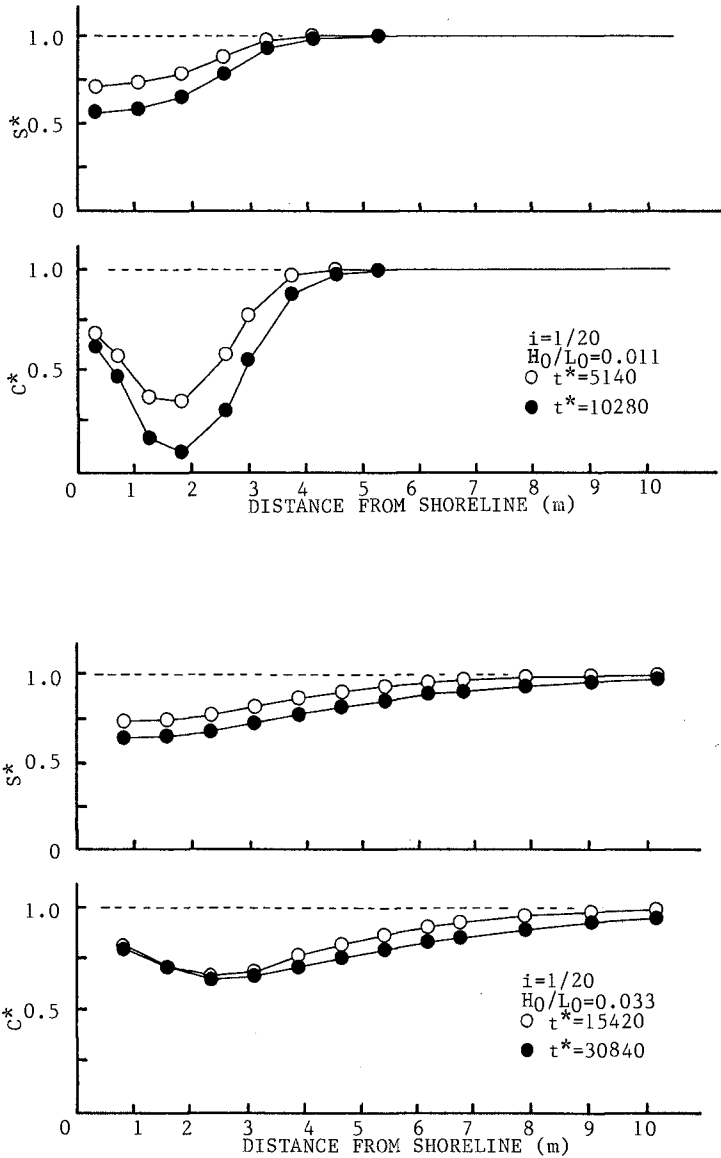 1.0
0.5
0
S*
1.0
0.5
C*
i=1/20
H0/L0=0.011
t*=5140
t*=10280
0 1 2 3 4 5 6 7 8 9 10
DISTANCE FROM SHORELINE (m)
1.0
0.5
0
S*
1.0
0.5
C*
i=1/20
H0/L0=0.033
t*=15420
t*=30840
0 1 2 3 4 5 6 7 8 9 10
DISTANCE FROM SHORELINE (m)